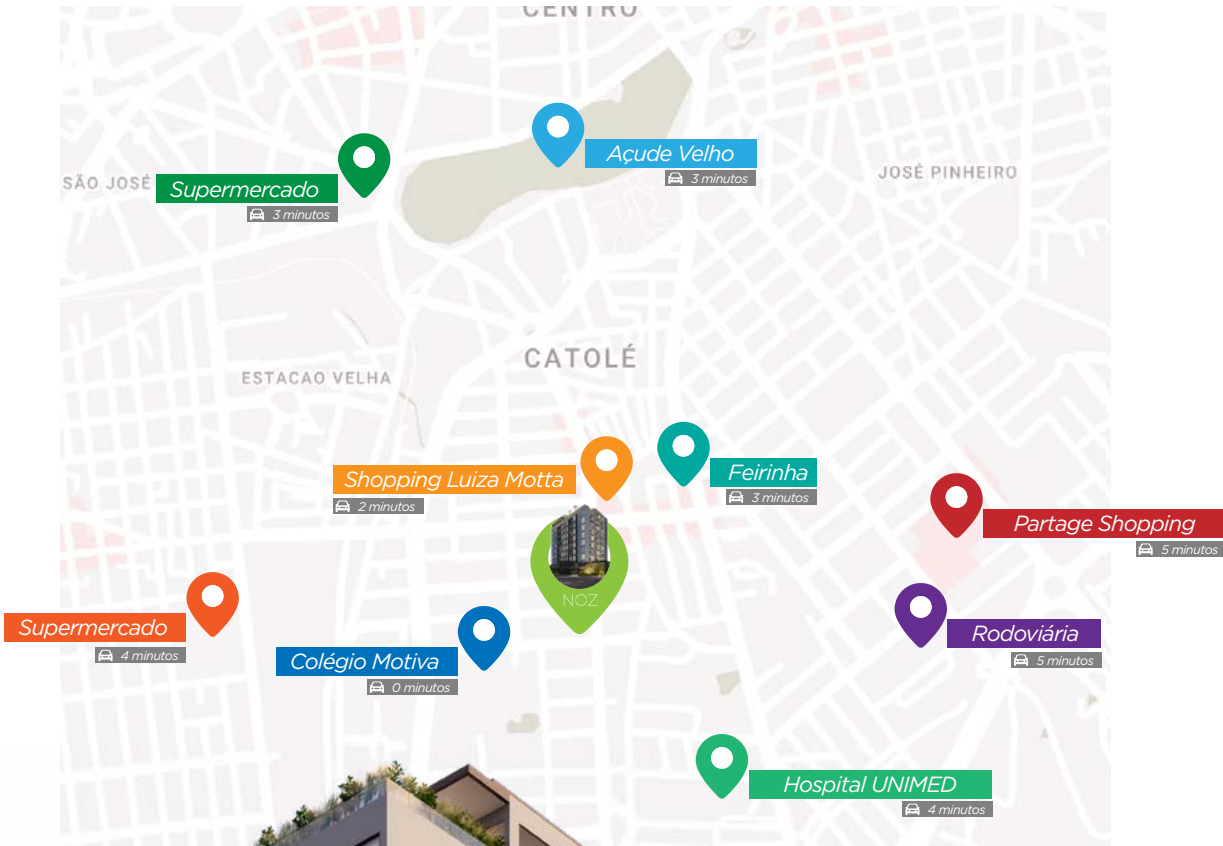 CENTRO
Açude Velho
3 minutos
SÃO JOSÉ
Supermercado
3 minutos
JOSÉ PINHEIRO
CATOLÉ
ESTACAO VELHA
Shopping Luiza Motta
2 minutos
Feirinha
3 minutos
Partage Shopping
5 minutos
NOZ
Supermercado
4 minutos
Colégio Motiva
0 minutos
Rodoviária
5 minutos
Hospital UNIMED
4 minutos